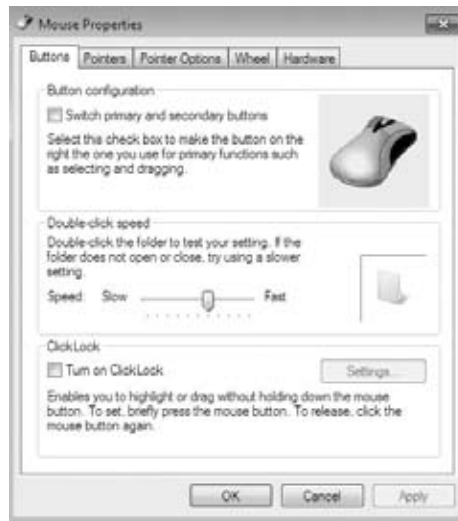 Mouse Properties
Buttons Pointers Pointer Options Wheel Hardware
Button configuration
Switch primary and secondary buttons
Select this check box to make the button on the
right the one you use for primary functions such
as selecting and dragging.
Double-click speed
Double-click the folder to test your setting. If the
folder does not open or close, try using a slower
setting.
Speed: Slow Fast
ClickLock
Turn on ClickLock Settings...
Enables you to highlight or drag without holding down the mouse
button. To set, briefly press the mouse button. To release, click the
mouse button again.
OK Cancel Apply